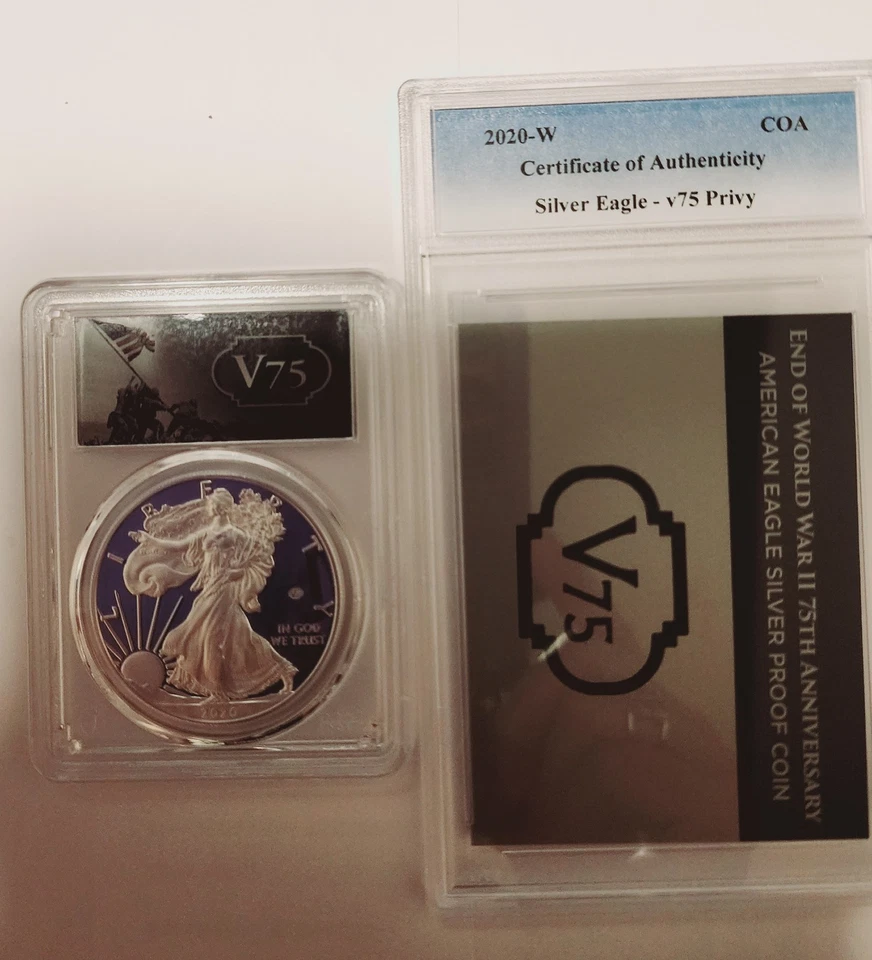 V75
LIBERTY
IN GOD
WE TRUST
2020
2020-W COA
Certificate of Authenticity
Silver Eagle - v75 Privy
V75
END OF WORLD WAR II 75TH ANNIVERSARY
AMERICAN EAGLE SILVER PROOF COIN